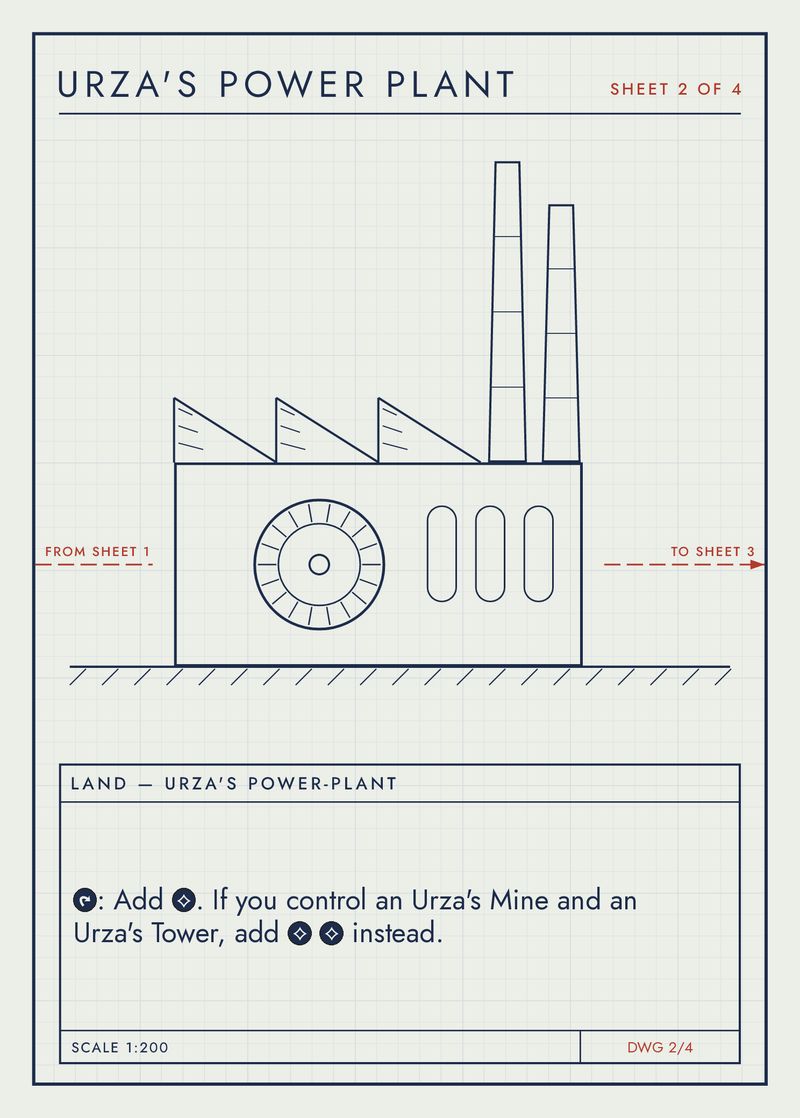 URZA'S POWER PLANT
SHEET 2 OF 4
FROM SHEET 1
TO SHEET 3
LAND — URZA'S POWER-PLANT
: Add . If you control an Urza's Mine and an
Urza's Tower, add instead.
SCALE 1:200
DWG 2/4